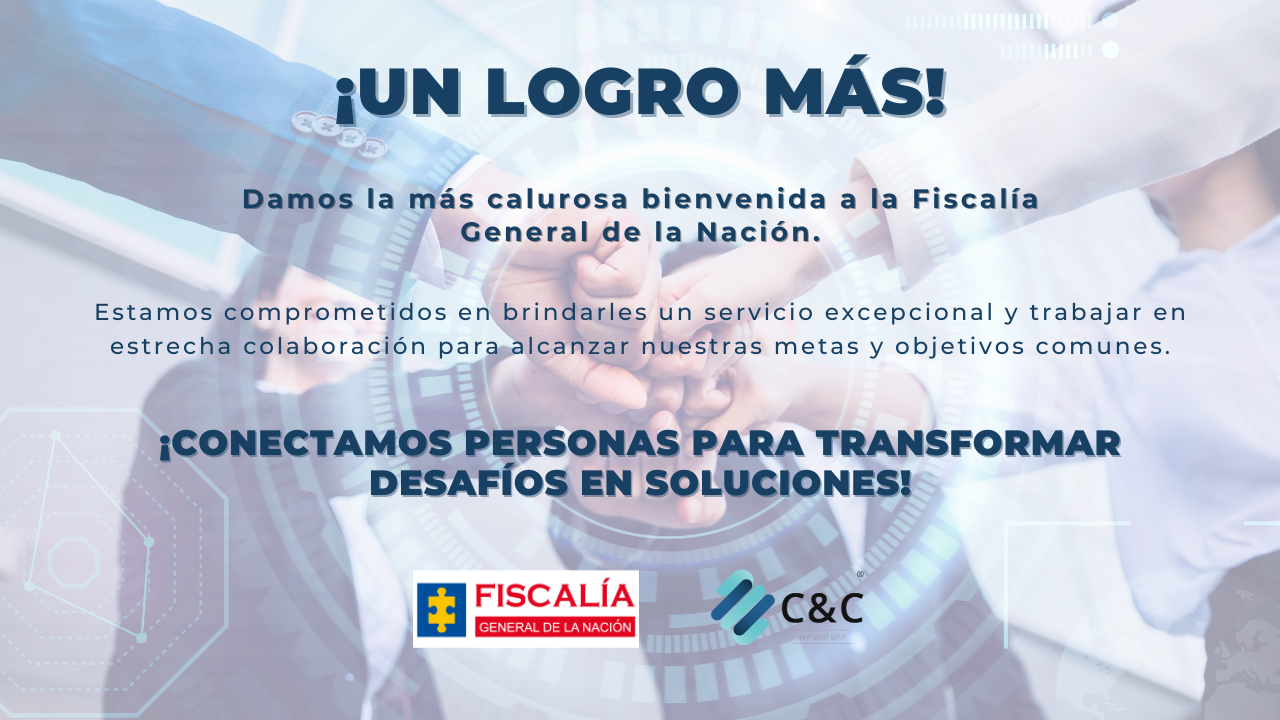 ¡UN LOGRO MÁS!
Damos la más calurosa bienvenida a la Fiscalía
General de la Nación.
Estamos comprometidos en brindarles un servicio excepcional y trabajar en
estrecha colaboración para alcanzar nuestras metas y objetivos comunes.
¡CONECTAMOS PERSONAS PARA TRANSFORMAR
DESAFÍOS EN SOLUCIONES!
FISCALÍA
GENERAL DE LA NACIÓN
®
C&C
we will win